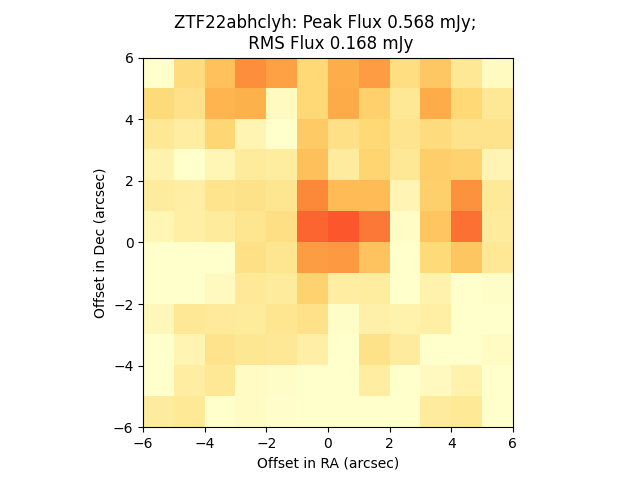 ZTF22abhclyh: Peak Flux 0.568 mJy;
RMS Flux 0.168 mJy
6
4
2
0
−2
−4
−6
Offset in Dec (arcsec)
−6 −4 −2 0 2 4 6
Offset in RA (arcsec)